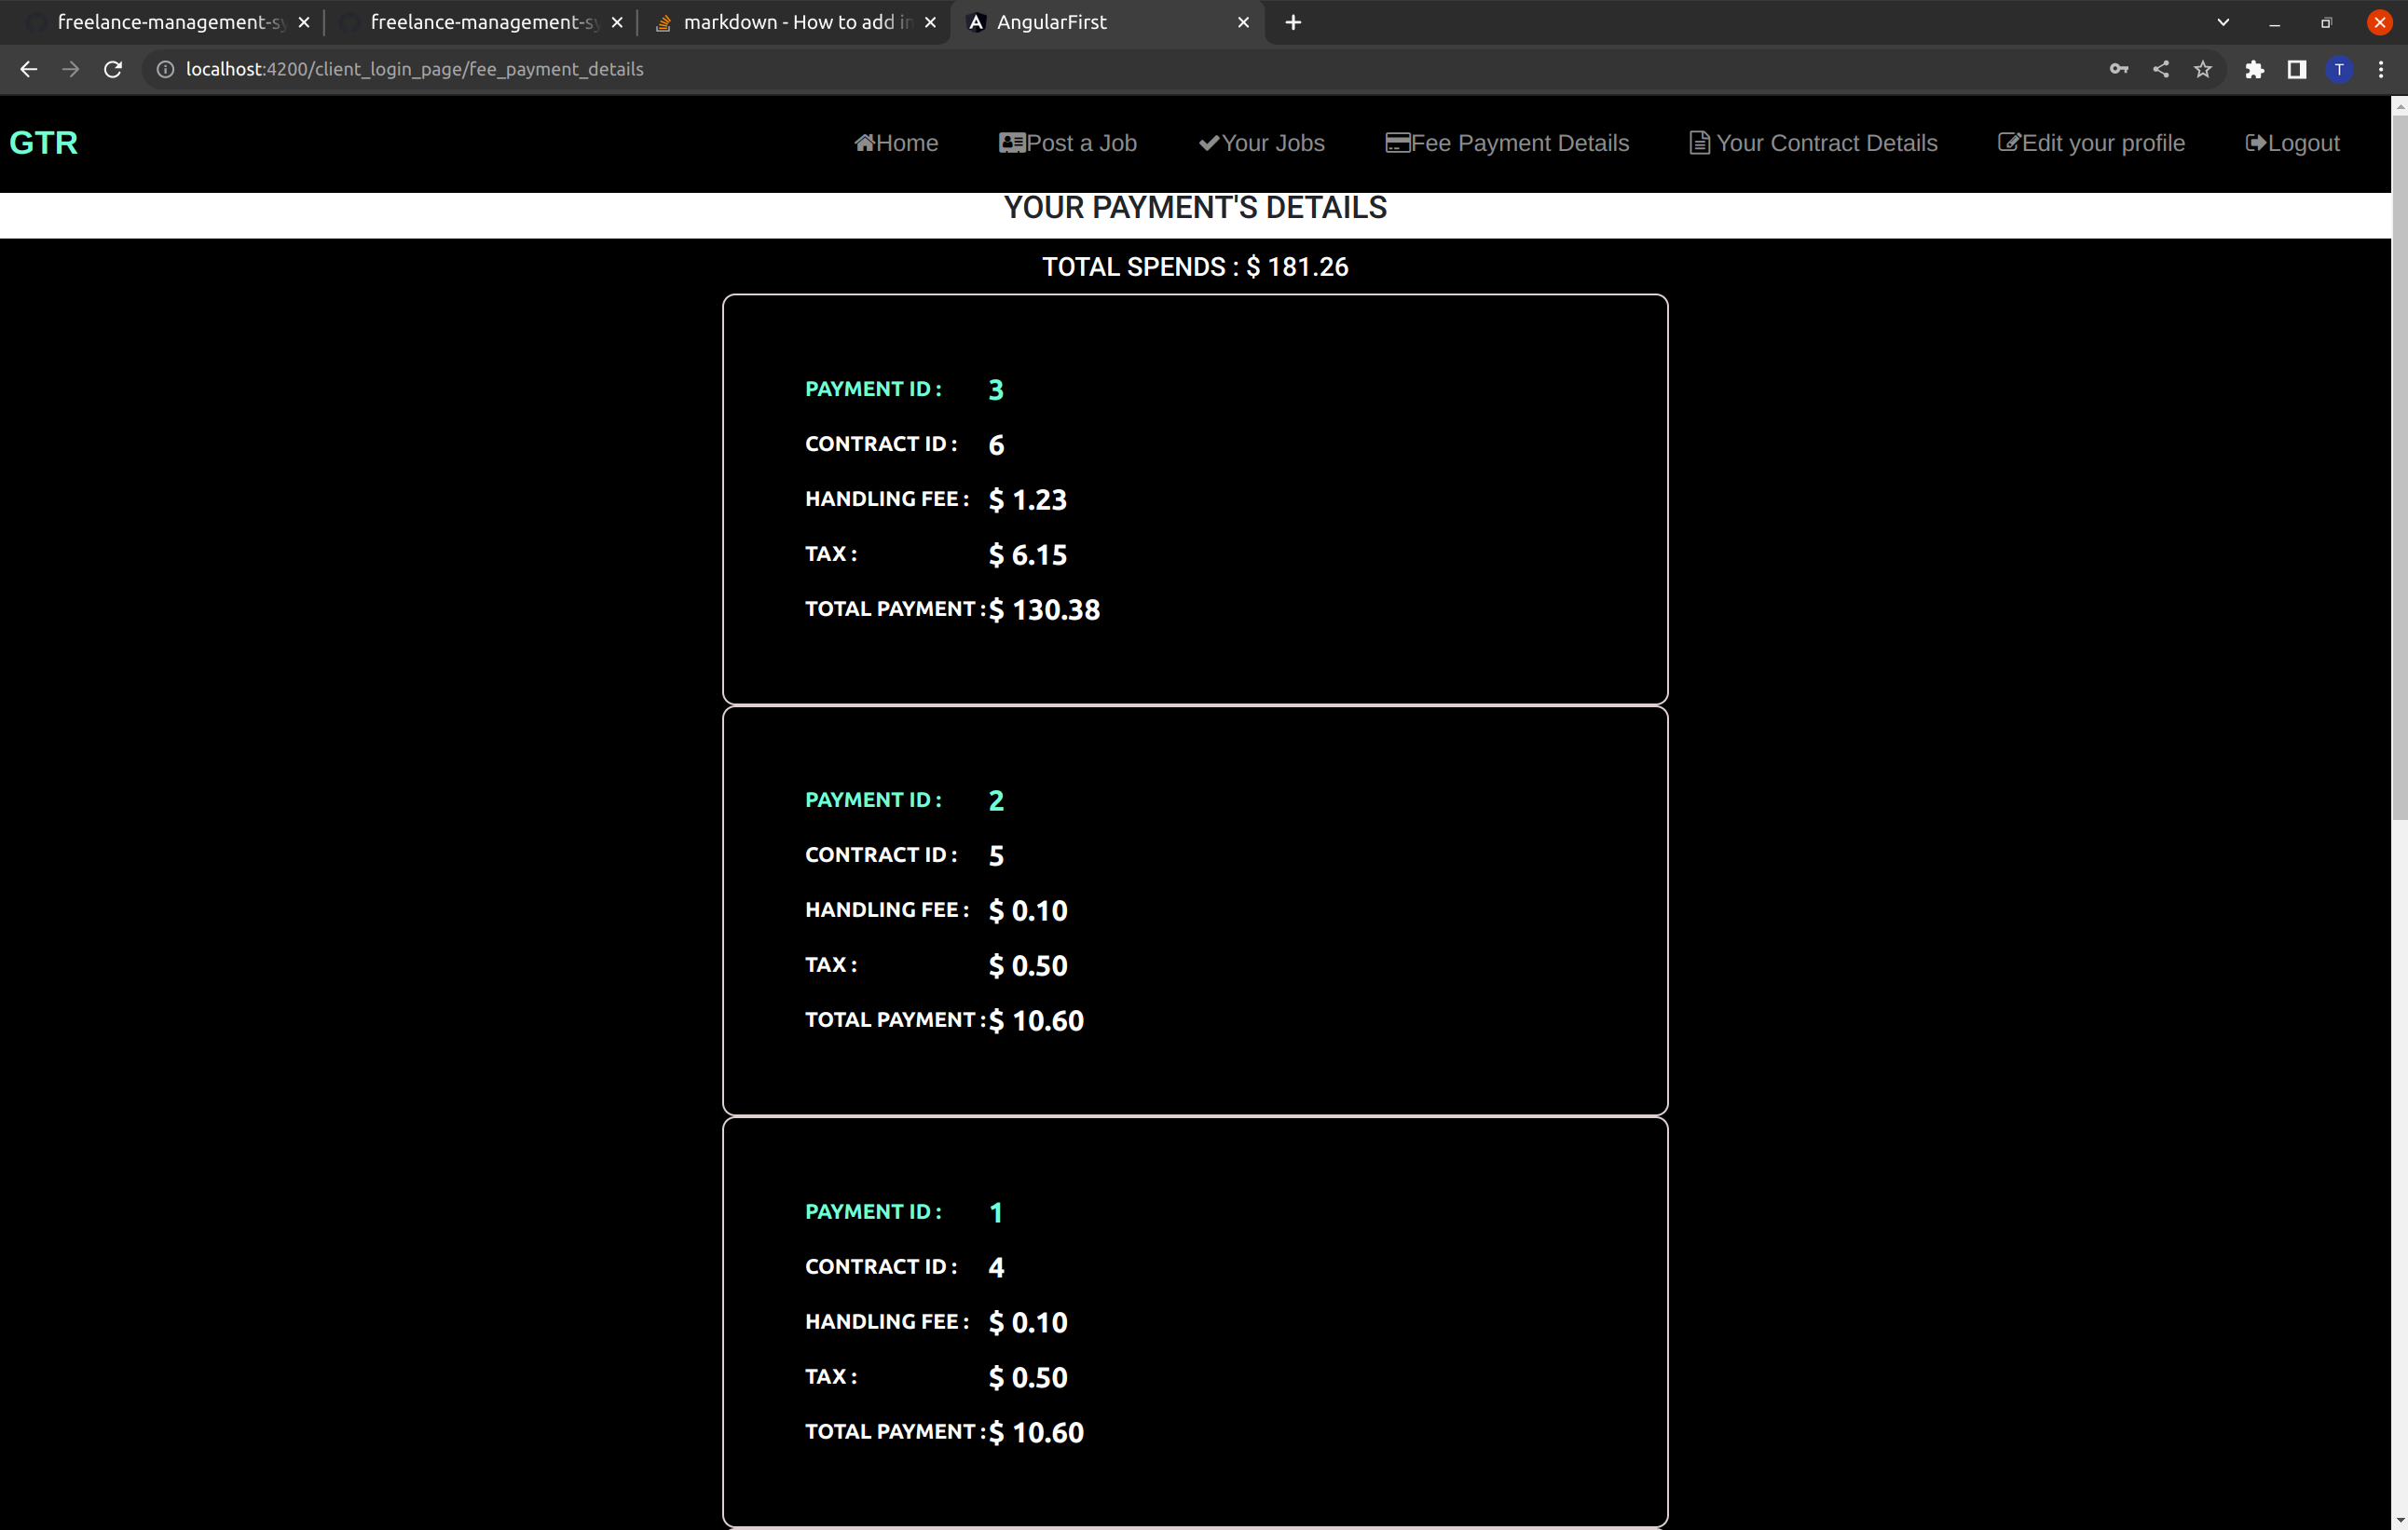 freelance-management-sy freelance-management-sy markdown - How to add in AngularFirst
localhost:4200/client_login_page/fee_payment_details T
GTR Home Post a Job Your Jobs Fee Payment Details Your Contract Details Edit your profile Logout
YOUR PAYMENT'S DETAILS
TOTAL SPENDS : $ 181.26
PAYMENT ID : 3
CONTRACT ID : 6
HANDLING FEE : $ 1.23
TAX : $ 6.15
TOTAL PAYMENT : $ 130.38
PAYMENT ID : 2
CONTRACT ID : 5
HANDLING FEE : $ 0.10
TAX : $ 0.50
TOTAL PAYMENT : $ 10.60
PAYMENT ID : 1
CONTRACT ID : 4
HANDLING FEE : $ 0.10
TAX : $ 0.50
TOTAL PAYMENT : $ 10.60